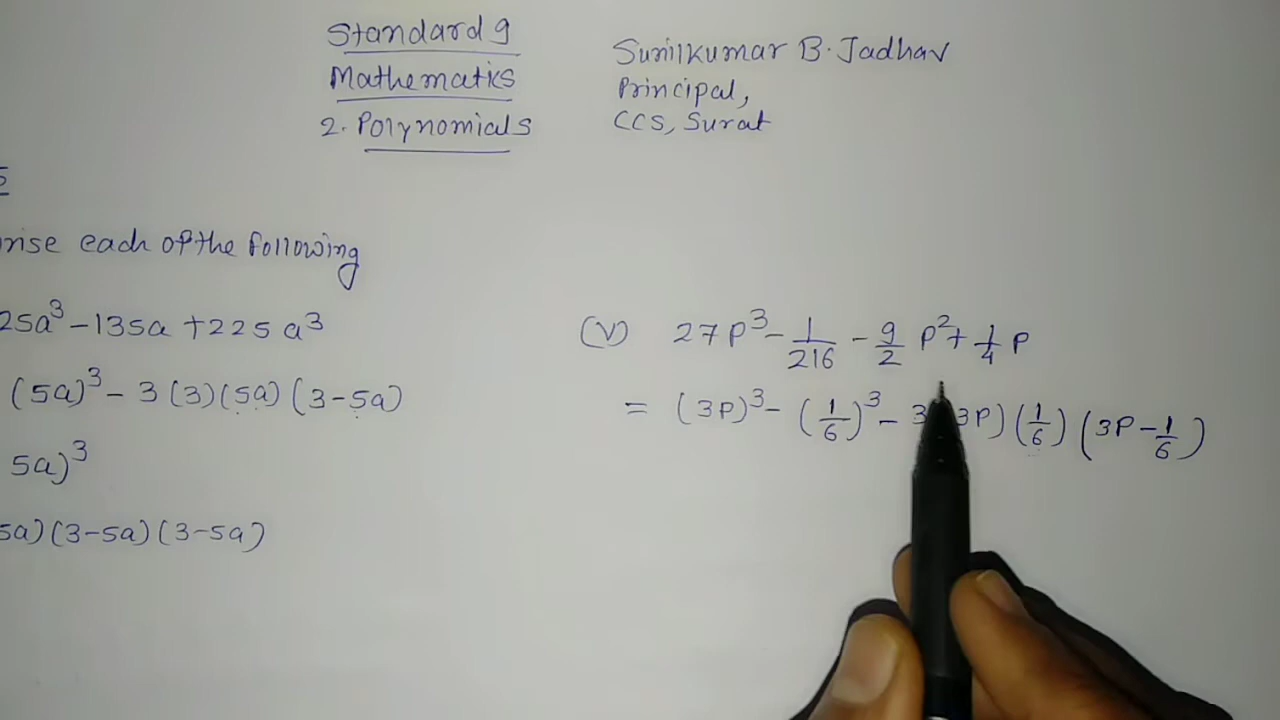 Standard 9
Mathematics
2. Polynomials
Sunilkumar B. Jadhav
Principal,
CCS, Surat
5
rise each of the following
25a³ - 135a + 225a³
(5a)³ - 3(3)(5a)(3-5a)
5a)³
5a)(3-5a)(3-5a)
(V) 27P³ - 1/216 - 9/2 P² + 1/4 P
= (3P)³ - (1/6)³ - 3 3P)(1/6)(3P - 1/6)